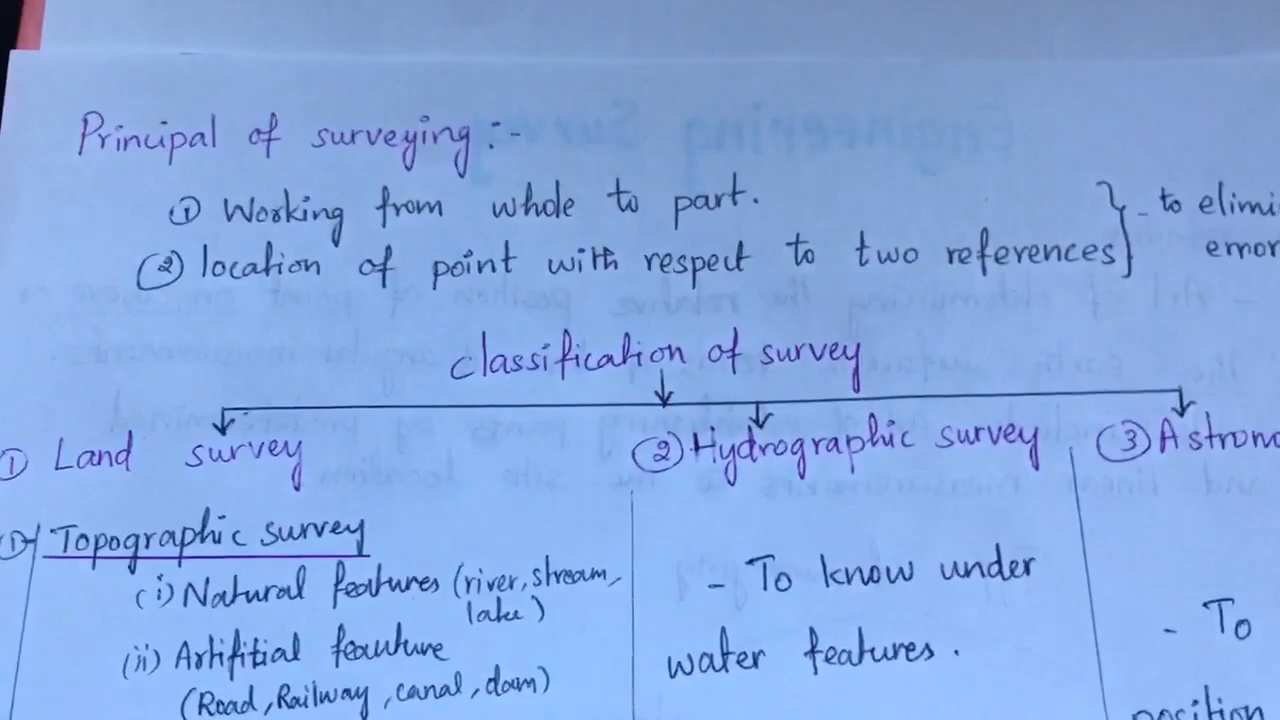 Principal of surveying:-
① Working from whole to part.
② location of point with respect to two references } - to elimi
error
classification of survey
① Land survey
② Hydrographic survey
③ Astrono
① Topographic survey
(i) Natural features (river, stream,
lake)
(ii) Artifitial feauture
(Road, Railway, canal, dam)
- To know under
water features.
- To
position